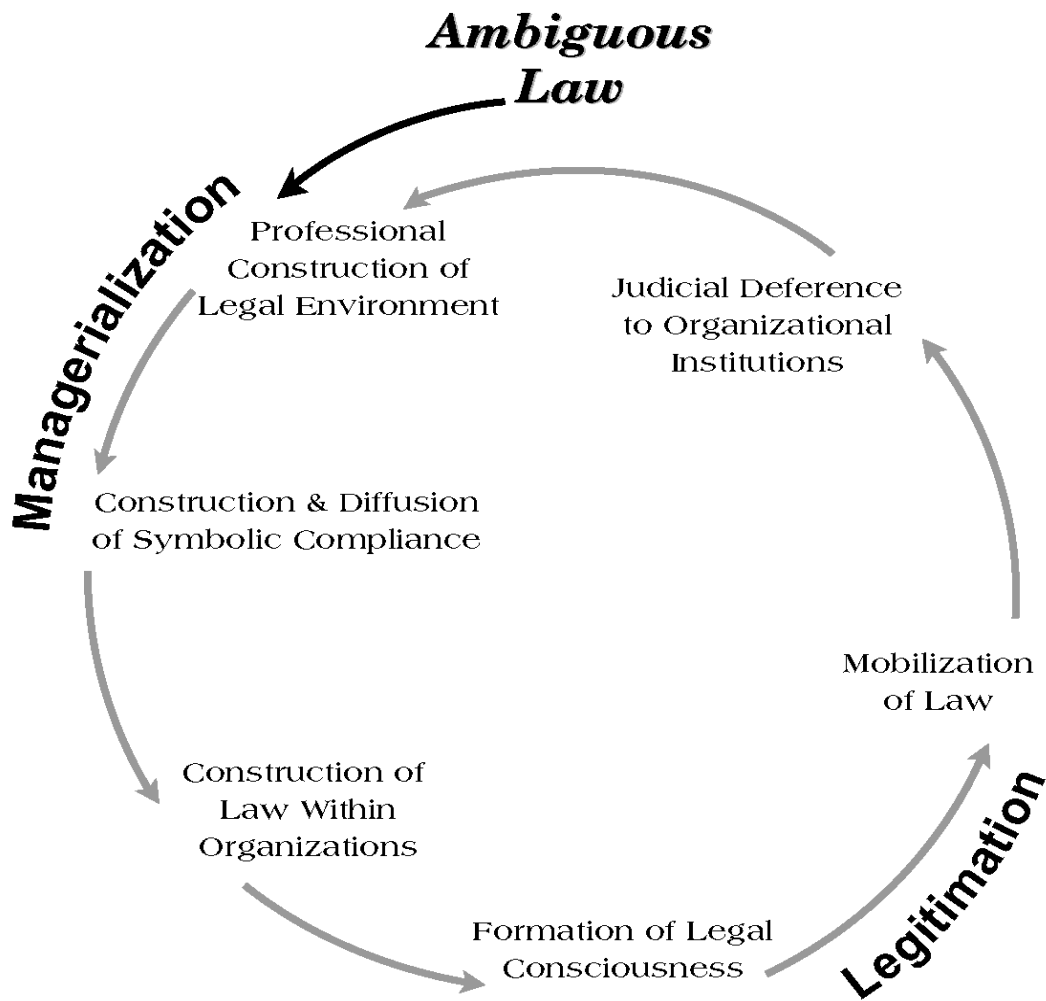 Ambiguous
Law
Managerialization
Professional
Construction of
Legal Environment
Judicial Deference
to Organizational
Institutions
Construction & Diffusion
of Symbolic Compliance
Mobilization
of Law
Construction of
Law Within
Organizations
Formation of Legal
Consciousness
Legitimation